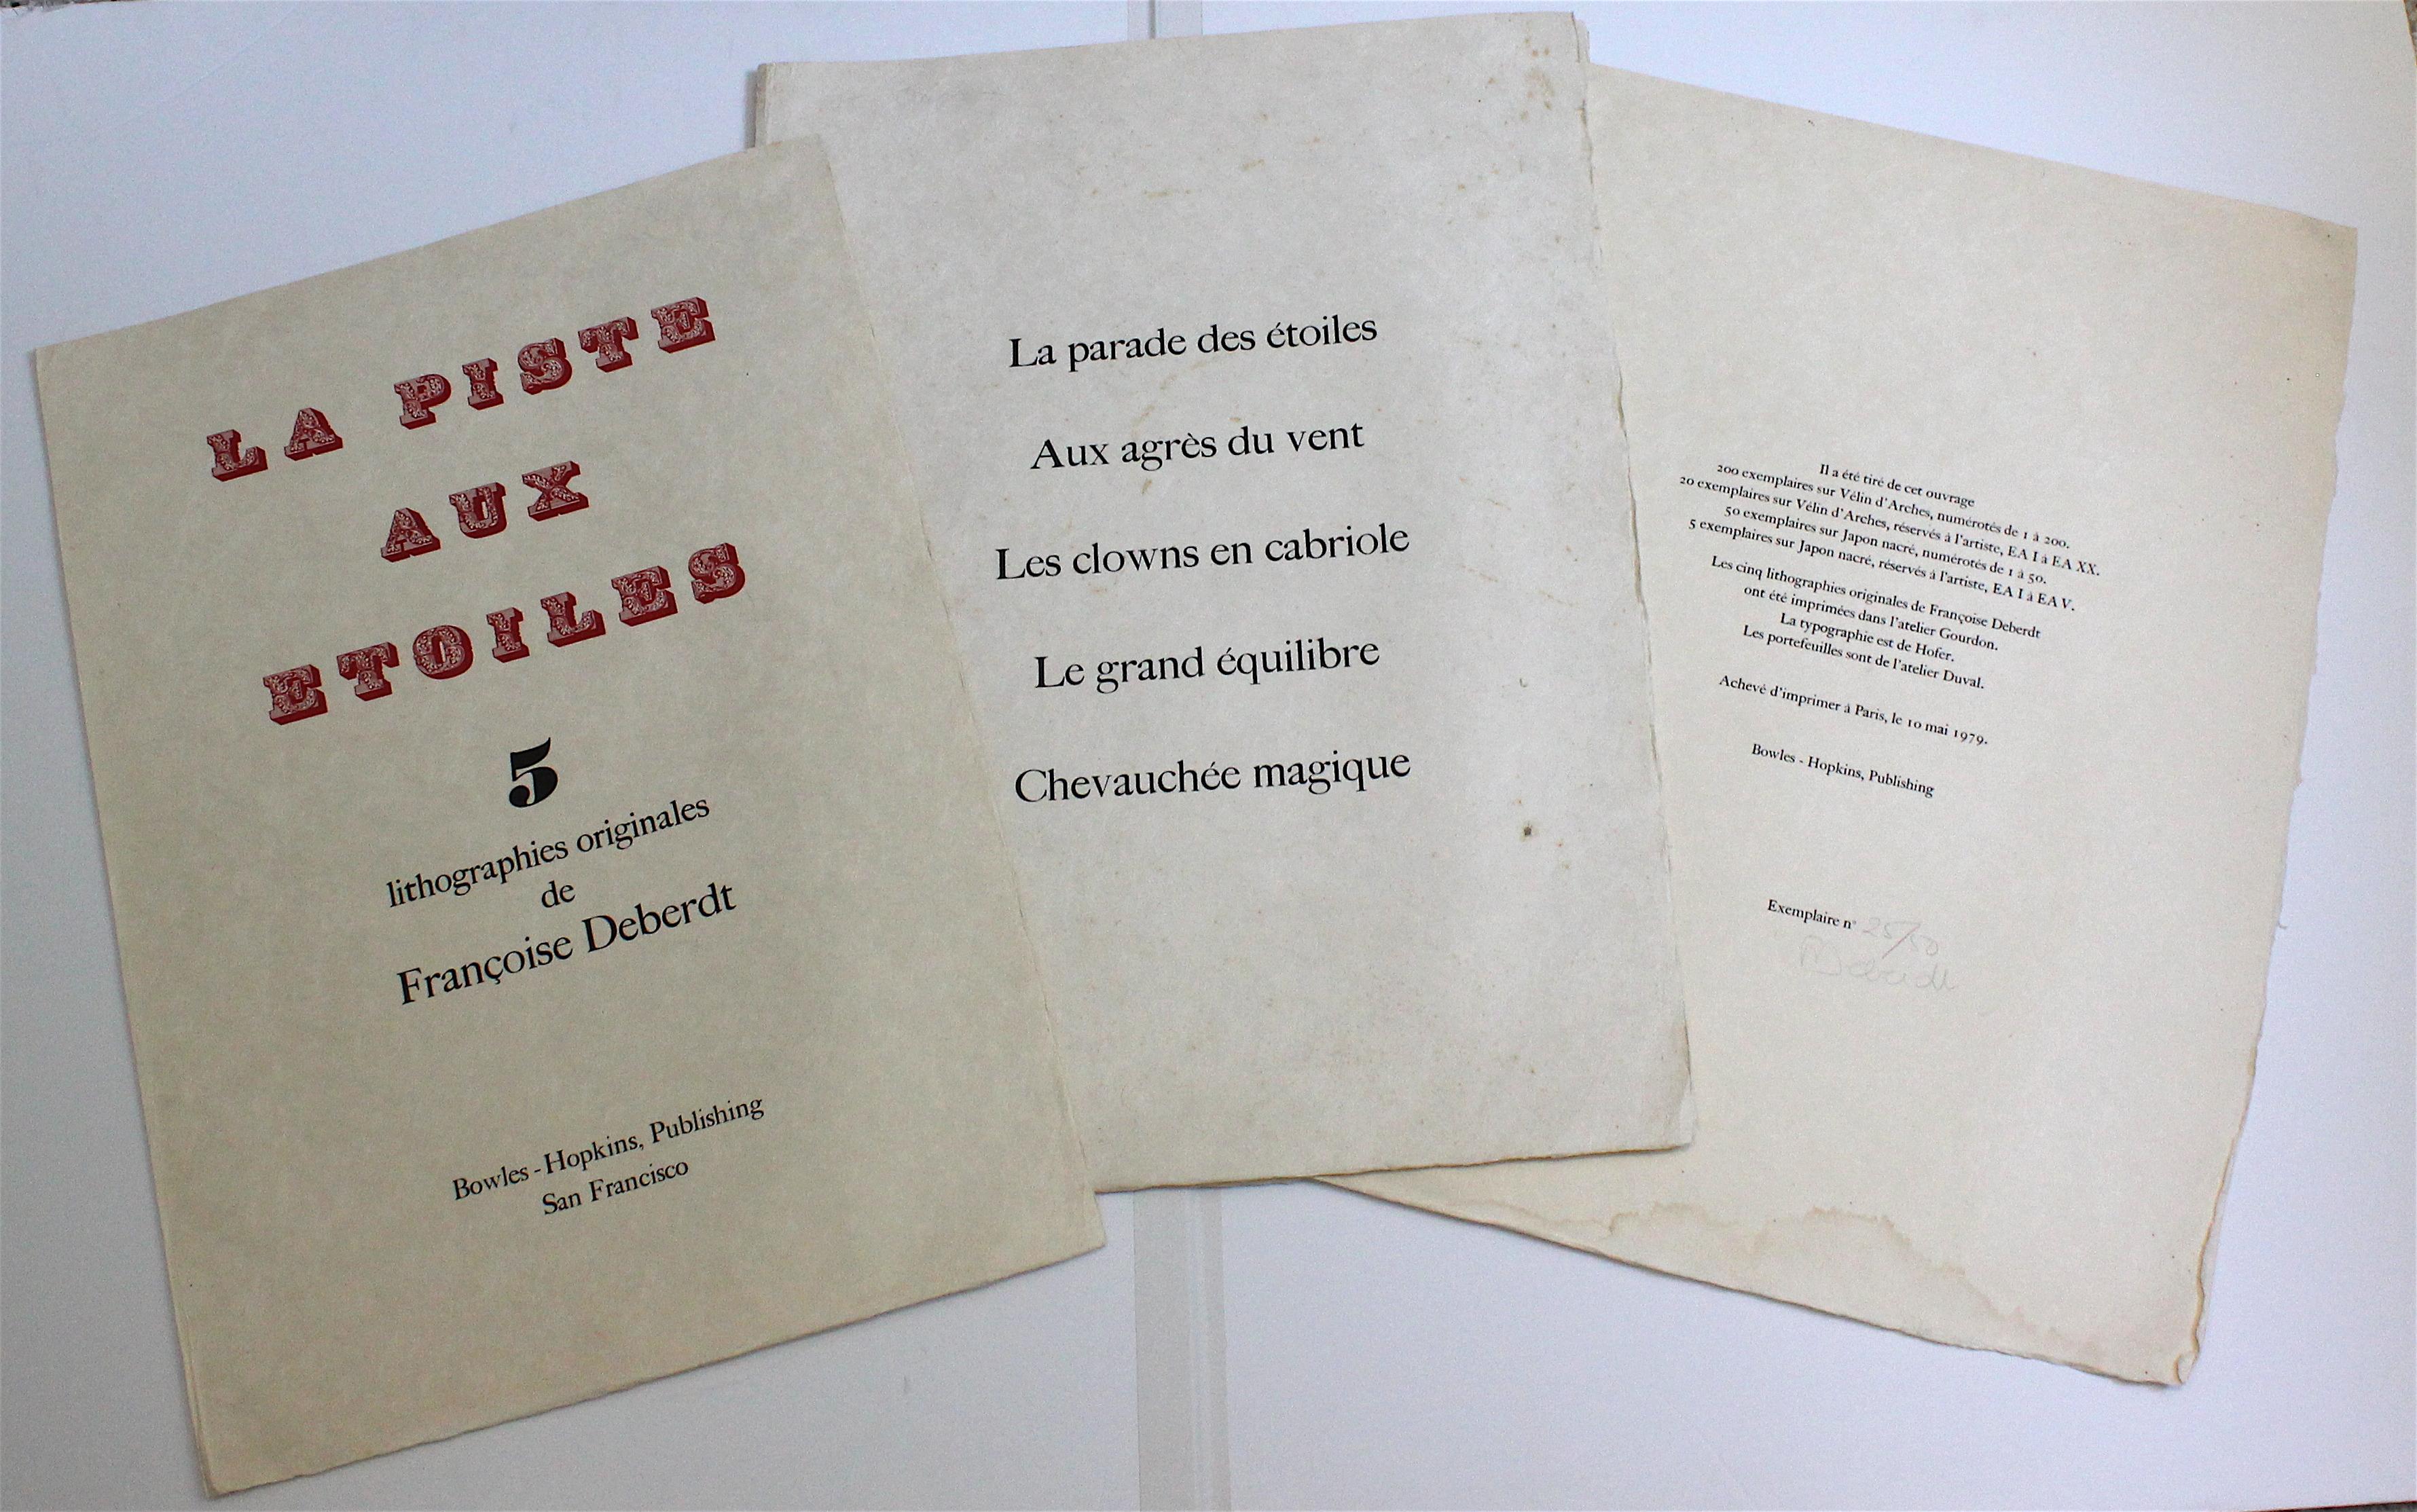 LA PISTE
AUX
ETOILES
5
lithographies originales
de
Françoise Deberdt
Bowles - Hopkins, Publishing
San Francisco
La parade des étoiles
Aux agrès du vent
Les clowns en cabriole
Le grand équilibre
Chevauchée magique
Il a été tiré de cet ouvrage
200 exemplaires sur Vélin d'Arches, numérotés de 1 à 200.
20 exemplaires sur Vélin d'Arches, réservés à l'artiste, EA I à EA XX.
50 exemplaires sur Japon nacré, numérotés de 1 à 50.
5 exemplaires sur Japon nacré, réservés à l'artiste, EA I à EA V.
Les cinq lithographies originales de Françoise Deberdt
ont été imprimées dans l'atelier Gourdon.
La typographie est de Hofer.
Les portefeuilles sont de l'atelier Duval.
Achevé d'imprimer à Paris, le 10 mai 1979.
Bowles - Hopkins, Publishing
Exemplaire n° 25/50